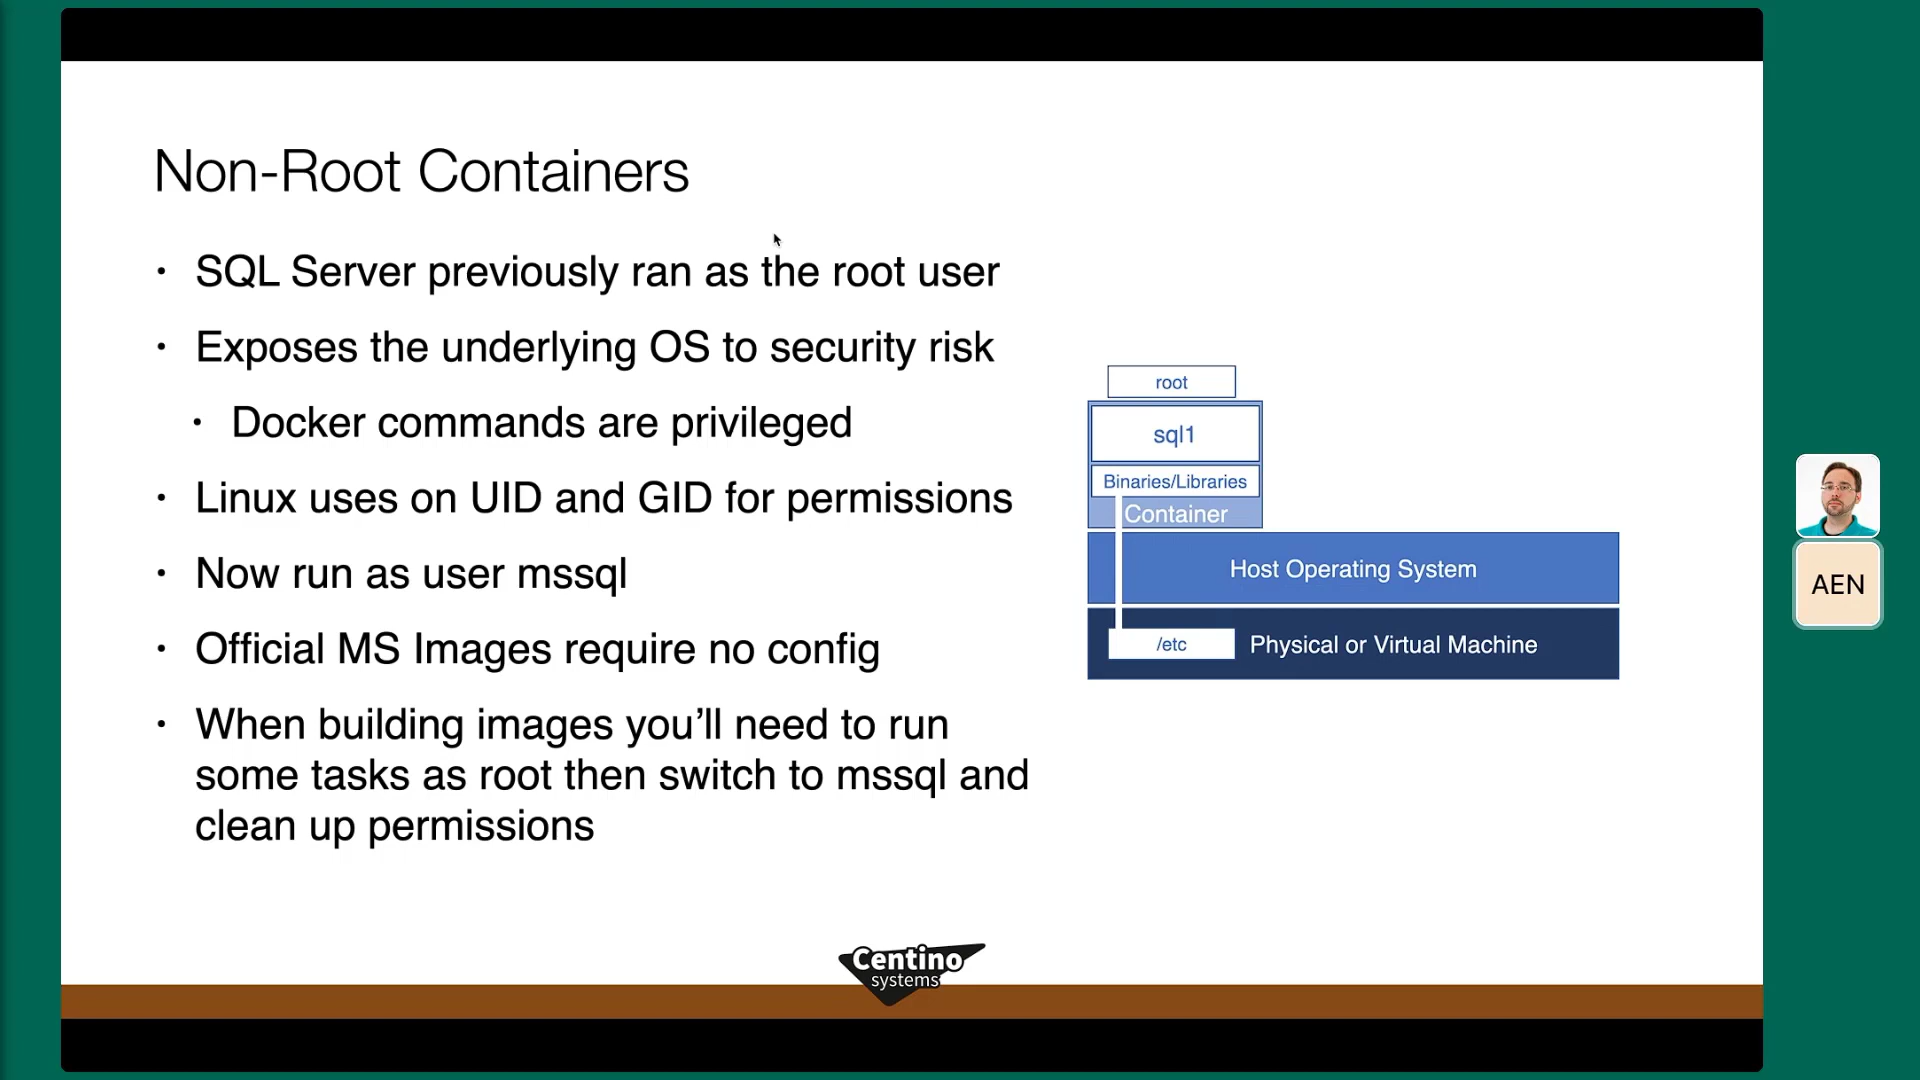 Non-Root Containers
• SQL Server previously ran as the root user
• Exposes the underlying OS to security risk
• Docker commands are privileged
• Linux uses on UID and GID for permissions
• Now run as user mssql
• Official MS Images require no config
• When building images you’ll need to run
some tasks as root then switch to mssql and
clean up permissions
root
sql1
Binaries/Libraries
Container
Host Operating System
/etc
Physical or Virtual Machine
AEN
Centino
systems